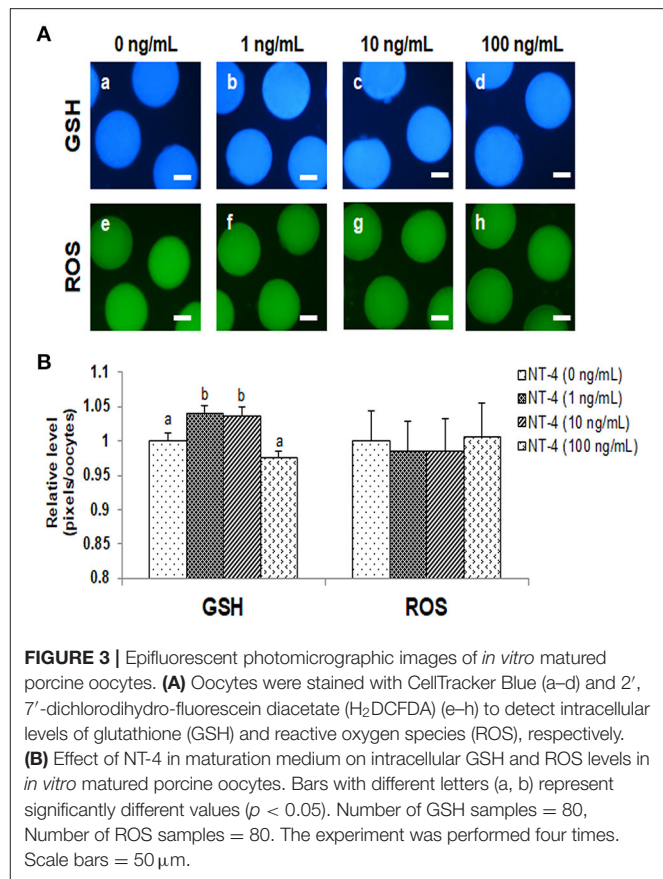 A
0 ng/mL 1 ng/mL 10 ng/mL 100 ng/mL
GSH
a b c d
ROS
e f g h
B
Relative level
(pixels/oocytes)
1.1
1.05
1
0.95
0.9
0.85
0.8
a b b a
GSH ROS
NT-4 (0 ng/mL)
NT-4 (1 ng/mL)
NT-4 (10 ng/mL)
NT-4 (100 ng/mL)
FIGURE 3 | Epifluorescent photomicrographic images of in vitro matured
porcine oocytes. (A) Oocytes were stained with CellTracker Blue (a–d) and 2′,
7′-dichlorodihydro-fluorescein diacetate (H₂DCFDA) (e–h) to detect intracellular
levels of glutathione (GSH) and reactive oxygen species (ROS), respectively.
(B) Effect of NT-4 in maturation medium on intracellular GSH and ROS levels in
in vitro matured porcine oocytes. Bars with different letters (a, b) represent
significantly different values (p < 0.05). Number of GSH samples = 80,
Number of ROS samples = 80. The experiment was performed four times.
Scale bars = 50 μm.